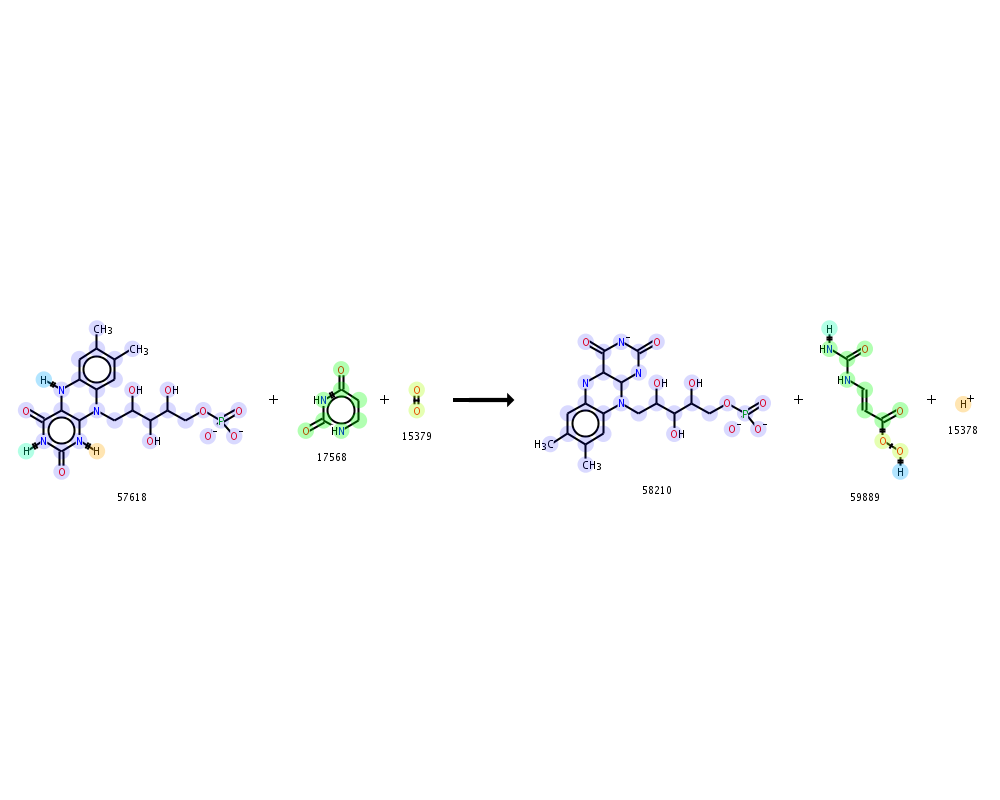 CH3
CH3
H
N
OH
OH
O
N
O
O
P
N
N
H
H
OH
O-
O-
O
57618
+
O
HN
O
HN
17568
+
O
O
15379
O
N-
O
N
N
OH
OH
N
O
O
P
OH
O-
O-
H3C
CH3
58210
+
H
HN
O
HN
O
O
O
H
59889
+
H+
15378